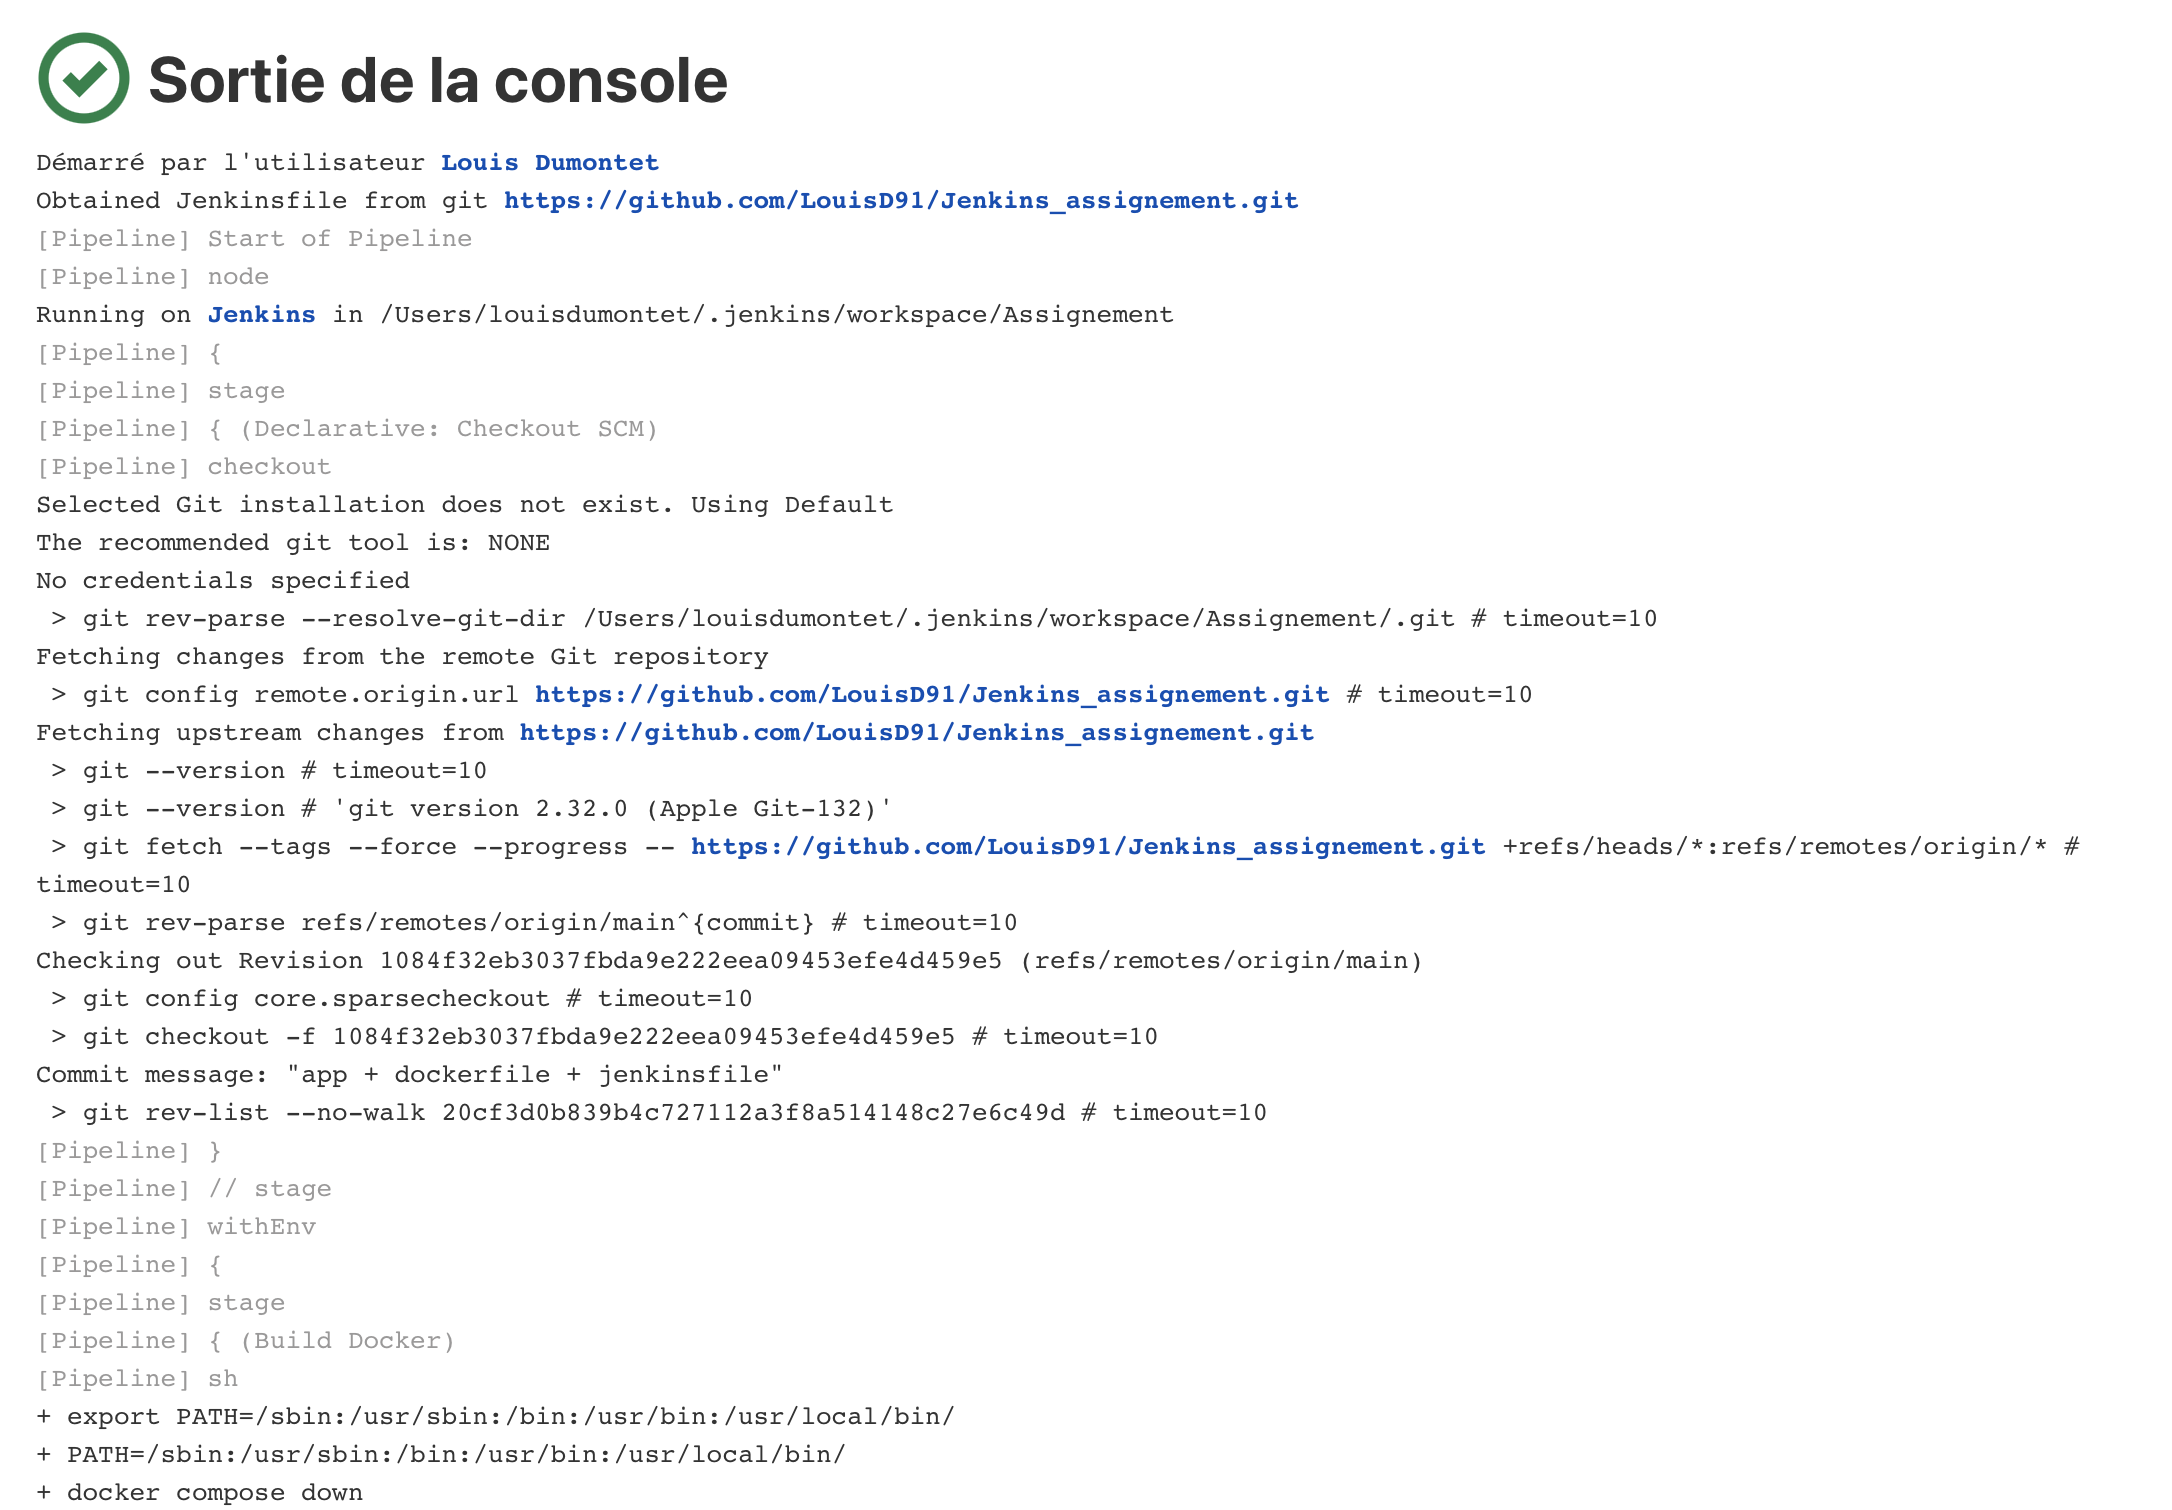 Sortie de la console
Démarré par l'utilisateur Louis Dumontet
Obtained Jenkinsfile from git https://github.com/LouisD91/Jenkins_assignement.git
[Pipeline] Start of Pipeline
[Pipeline] node
Running on Jenkins in /Users/louisdumontet/.jenkins/workspace/Assignement
[Pipeline] {
[Pipeline] stage
[Pipeline] { (Declarative: Checkout SCM)
[Pipeline] checkout
Selected Git installation does not exist. Using Default
The recommended git tool is: NONE
No credentials specified
 > git rev-parse --resolve-git-dir /Users/louisdumontet/.jenkins/workspace/Assignement/.git # timeout=10
Fetching changes from the remote Git repository
 > git config remote.origin.url https://github.com/LouisD91/Jenkins_assignement.git # timeout=10
Fetching upstream changes from https://github.com/LouisD91/Jenkins_assignement.git
 > git --version # timeout=10
 > git --version # 'git version 2.32.0 (Apple Git-132)'
 > git fetch --tags --force --progress -- https://github.com/LouisD91/Jenkins_assignement.git +refs/heads/*:refs/remotes/origin/* #
timeout=10
 > git rev-parse refs/remotes/origin/main^{commit} # timeout=10
Checking out Revision 1084f32eb3037fbda9e222eea09453efe4d459e5 (refs/remotes/origin/main)
 > git config core.sparsecheckout # timeout=10
 > git checkout -f 1084f32eb3037fbda9e222eea09453efe4d459e5 # timeout=10
Commit message: "app + dockerfile + jenkinsfile"
 > git rev-list --no-walk 20cf3d0b839b4c727112a3f8a514148c27e6c49d # timeout=10
[Pipeline] }
[Pipeline] // stage
[Pipeline] withEnv
[Pipeline] {
[Pipeline] stage
[Pipeline] { (Build Docker)
[Pipeline] sh
+ export PATH=/sbin:/usr/sbin:/bin:/usr/bin:/usr/local/bin/
+ PATH=/sbin:/usr/sbin:/bin:/usr/bin:/usr/local/bin/
+ docker compose down